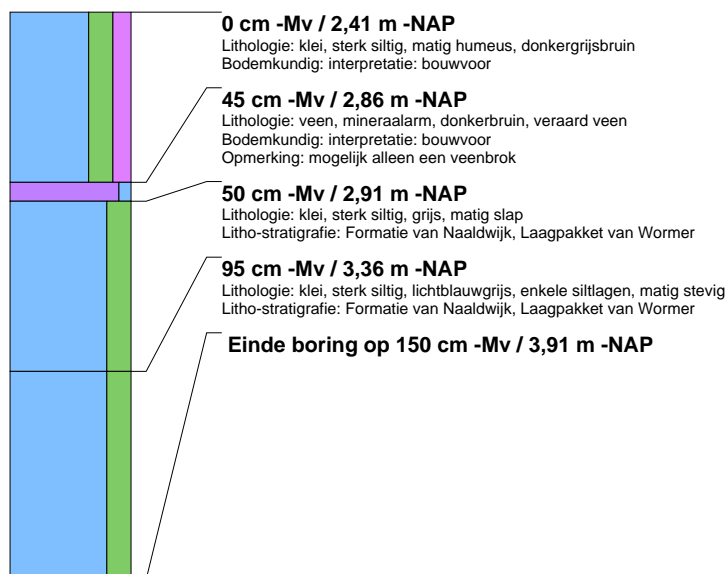 0 cm -Mv / 2,41 m -NAP
Lithologie: klei, sterk siltig, matig humeus, donkergrijsbruin
Bodemkundig: interpretatie: bouwvoor
45 cm -Mv / 2,86 m -NAP
Lithologie: veen, mineraalarm, donkerbruin, veraard veen
Bodemkundig: interpretatie: bouwvoor
Opmerking: mogelijk alleen een veenbrok
50 cm -Mv / 2,91 m -NAP
Lithologie: klei, sterk siltig, grijs, matig slap
Litho-stratigrafie: Formatie van Naaldwijk, Laagpakket van Wormer
95 cm -Mv / 3,36 m -NAP
Lithologie: klei, sterk siltig, lichtblauwgrijs, enkele siltlagen, matig stevig
Litho-stratigrafie: Formatie van Naaldwijk, Laagpakket van Wormer
Einde boring op 150 cm -Mv / 3,91 m -NAP